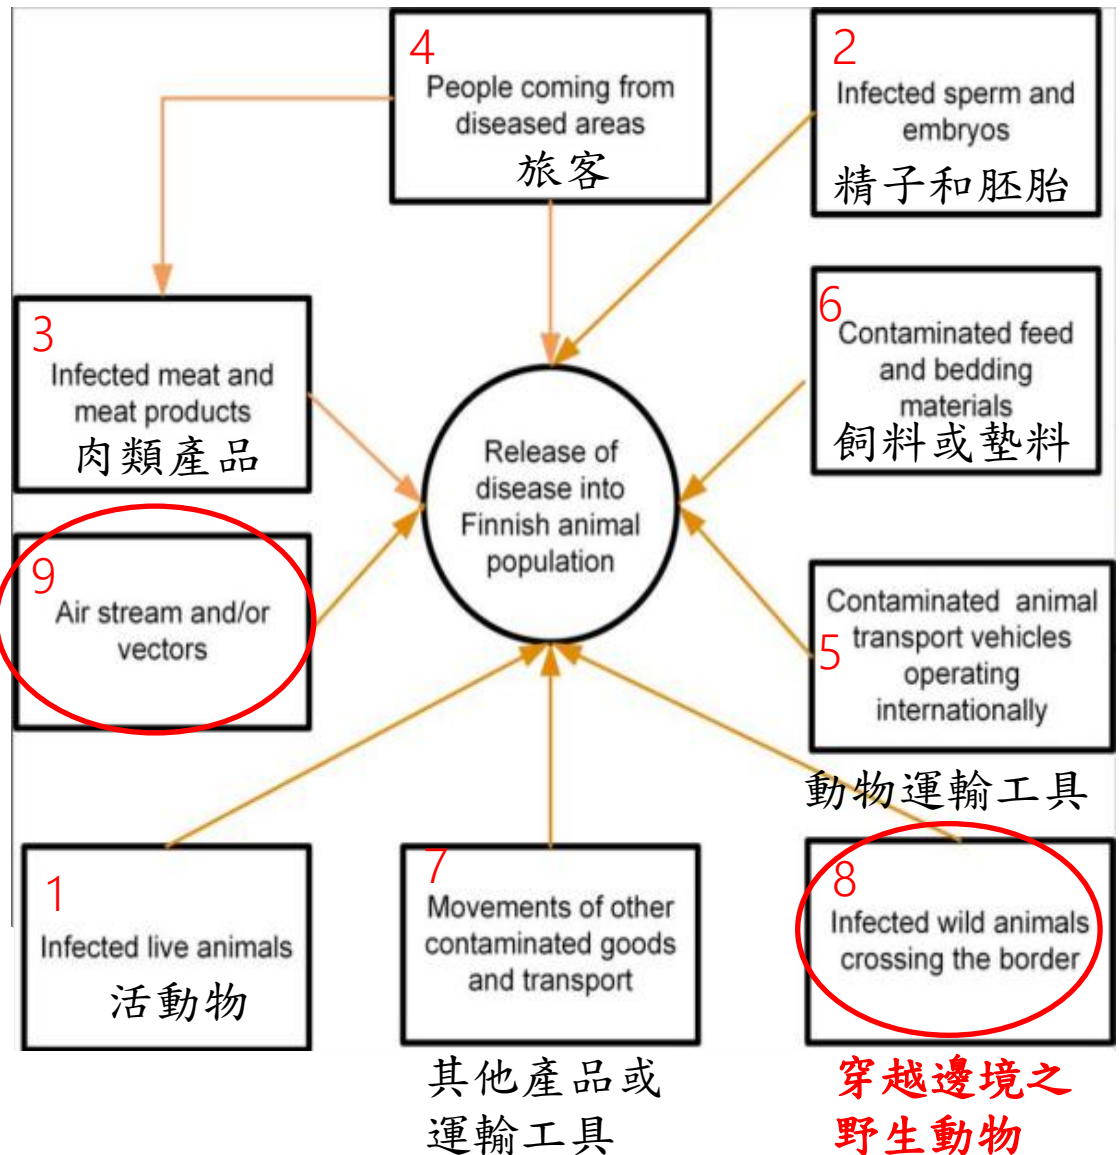 4
People coming from
diseased areas
旅客
2
Infected sperm and
embryos
精子和胚胎
3
Infected meat and
meat products
肉類產品
6
Contaminated feed
and bedding
materials
飼料或墊料
Release of
disease into
Finnish animal
population
9
Air stream and/or
vectors
5
Contaminated animal
transport vehicles
operating
internationally
動物運輸工具
1
Infected live animals
活動物
7
Movements of other
contaminated goods
and transport
其他產品或
運輸工具
8
Infected wild animals
crossing the border
穿越邊境之
野生動物